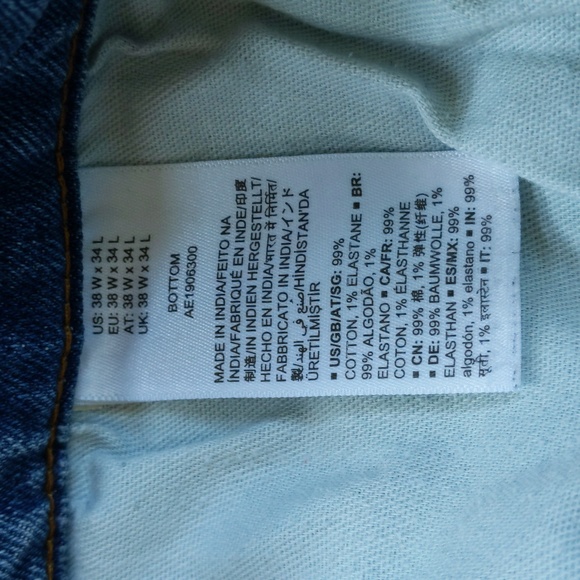 US: 38 W x 34 L
EU: 38 W x 34 L
AT: 38 W x 34 L
UK: 38 W x 34 L
BOTTOM
AE1906300
MADE IN INDIA/FEITO NA
ÍNDIA/FABRIQUÉ EN INDE/印度
制造/IN INDIEN HERGESTELLT/
HECHO EN INDIA/भारत में निर्मित/
FABBRICATO IN INDIA/インド
製/صنع في الهند/HİNDİSTAN'DA
ÜRETİLMİŞTİR
■ US/GB/AT/SG: 99%
COTTON, 1% ELASTANE ■ BR:
99% ALGODÃO, 1%
ELASTANO ■ CA/FR: 99%
COTON, 1% ÉLASTHANNE
■ CN: 99% 棉, 1% 弹性(纤维)
■ DE: 99% BAUMWOLLE, 1%
ELASTHAN ■ ES/MX: 99%
algodón, 1% elastano ■ IN: 99%
सूती, 1% इलास्टेन ■ IT: 99%